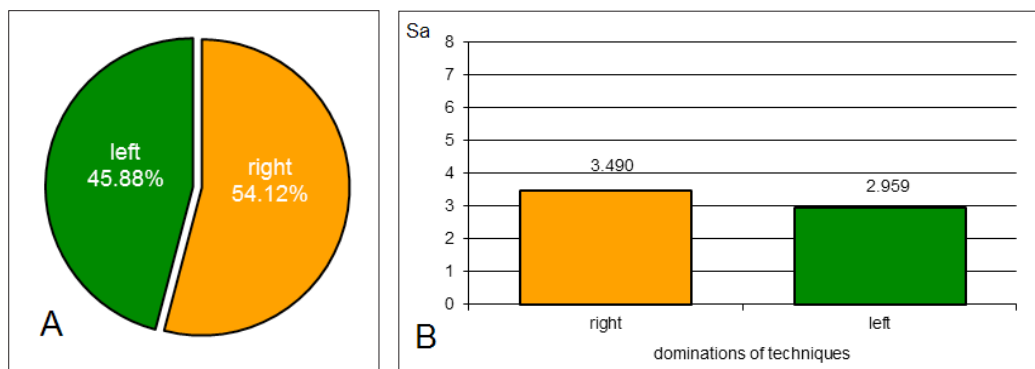 left
45.88%
right
54.12%
A
Sa
8
7
6
5
4
3
2
1
0
3.490
2.959
right
left
dominations of techniques
B